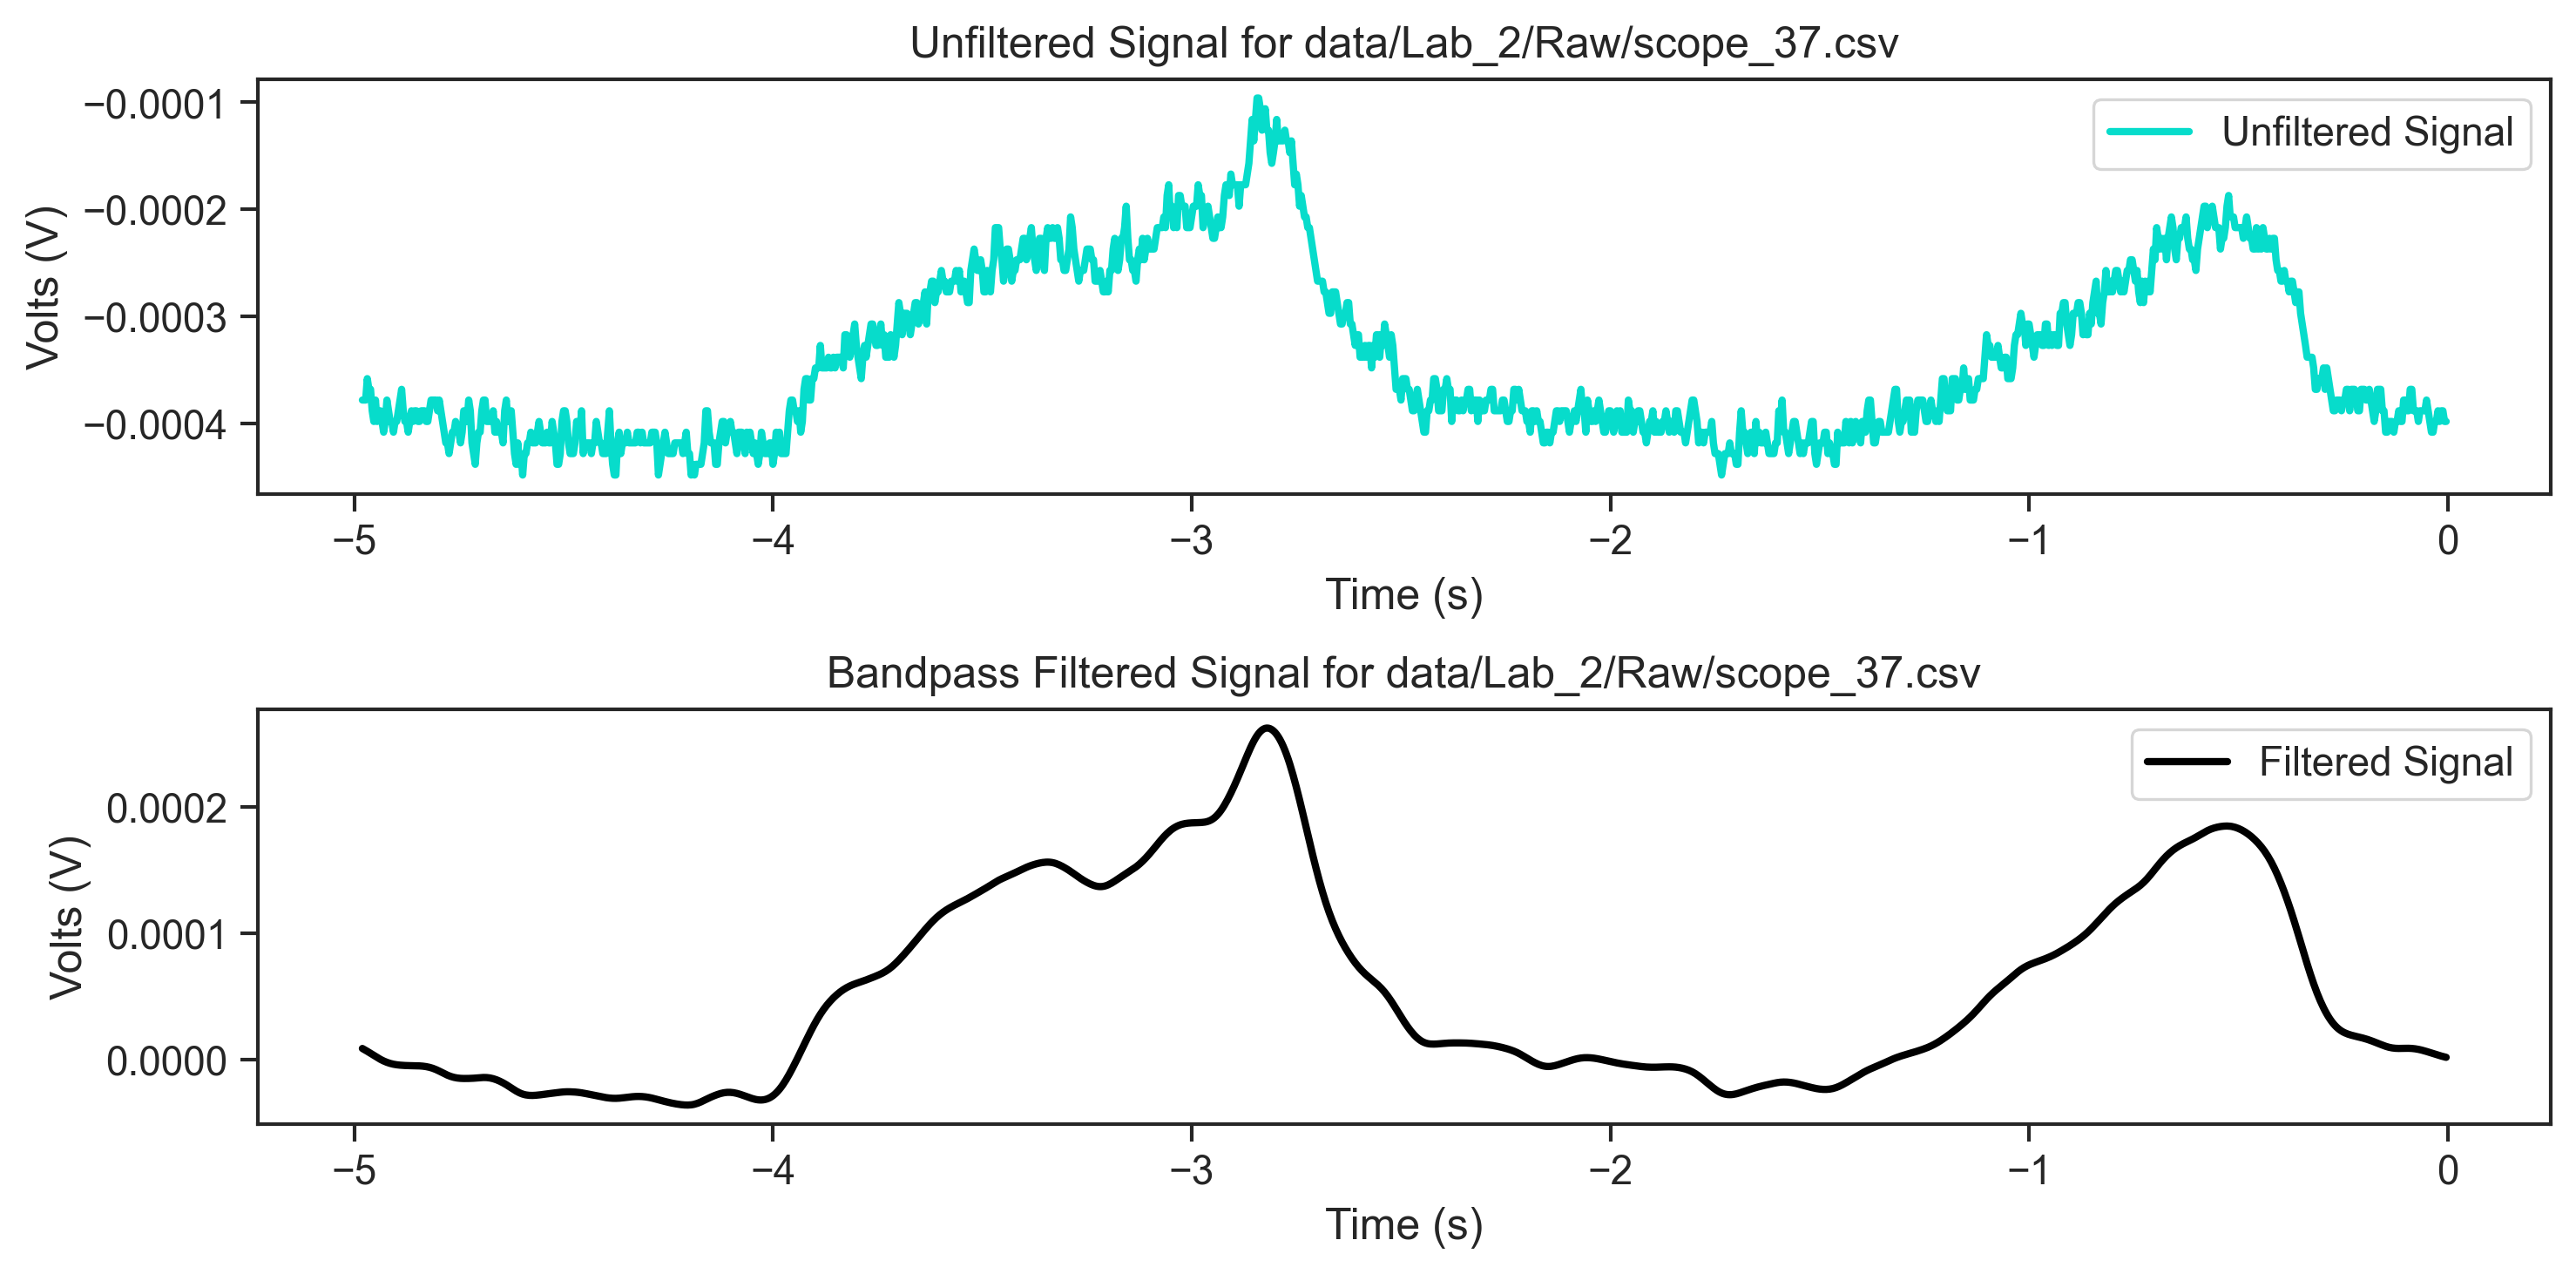 Unfiltered Signal for data/Lab_2/Raw/scope_37.csv
Volts (V)
−0.0001
−0.0002
−0.0003
−0.0004
Unfiltered Signal
−5 −4 −3 −2 −1 0
Time (s)
Bandpass Filtered Signal for data/Lab_2/Raw/scope_37.csv
Volts (V)
0.0002
0.0001
0.0000
Filtered Signal
−5 −4 −3 −2 −1 0
Time (s)